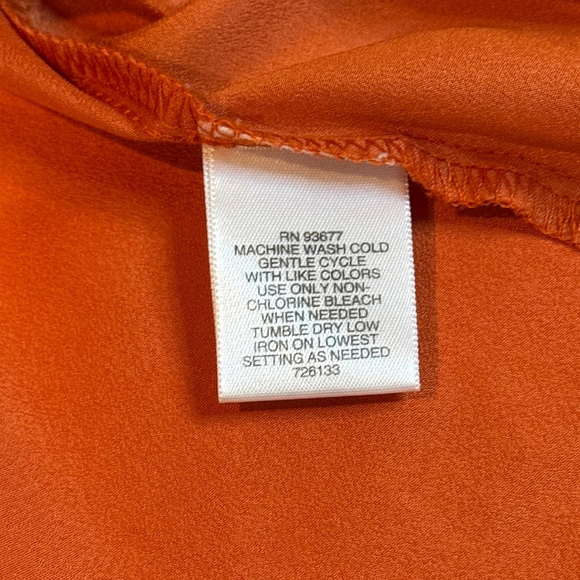 RN 93677
MACHINE WASH COLD
GENTLE CYCLE
WITH LIKE COLORS
USE ONLY NON-
CHLORINE BLEACH
WHEN NEEDED
TUMBLE DRY LOW
IRON ON LOWEST
SETTING AS NEEDED
726133